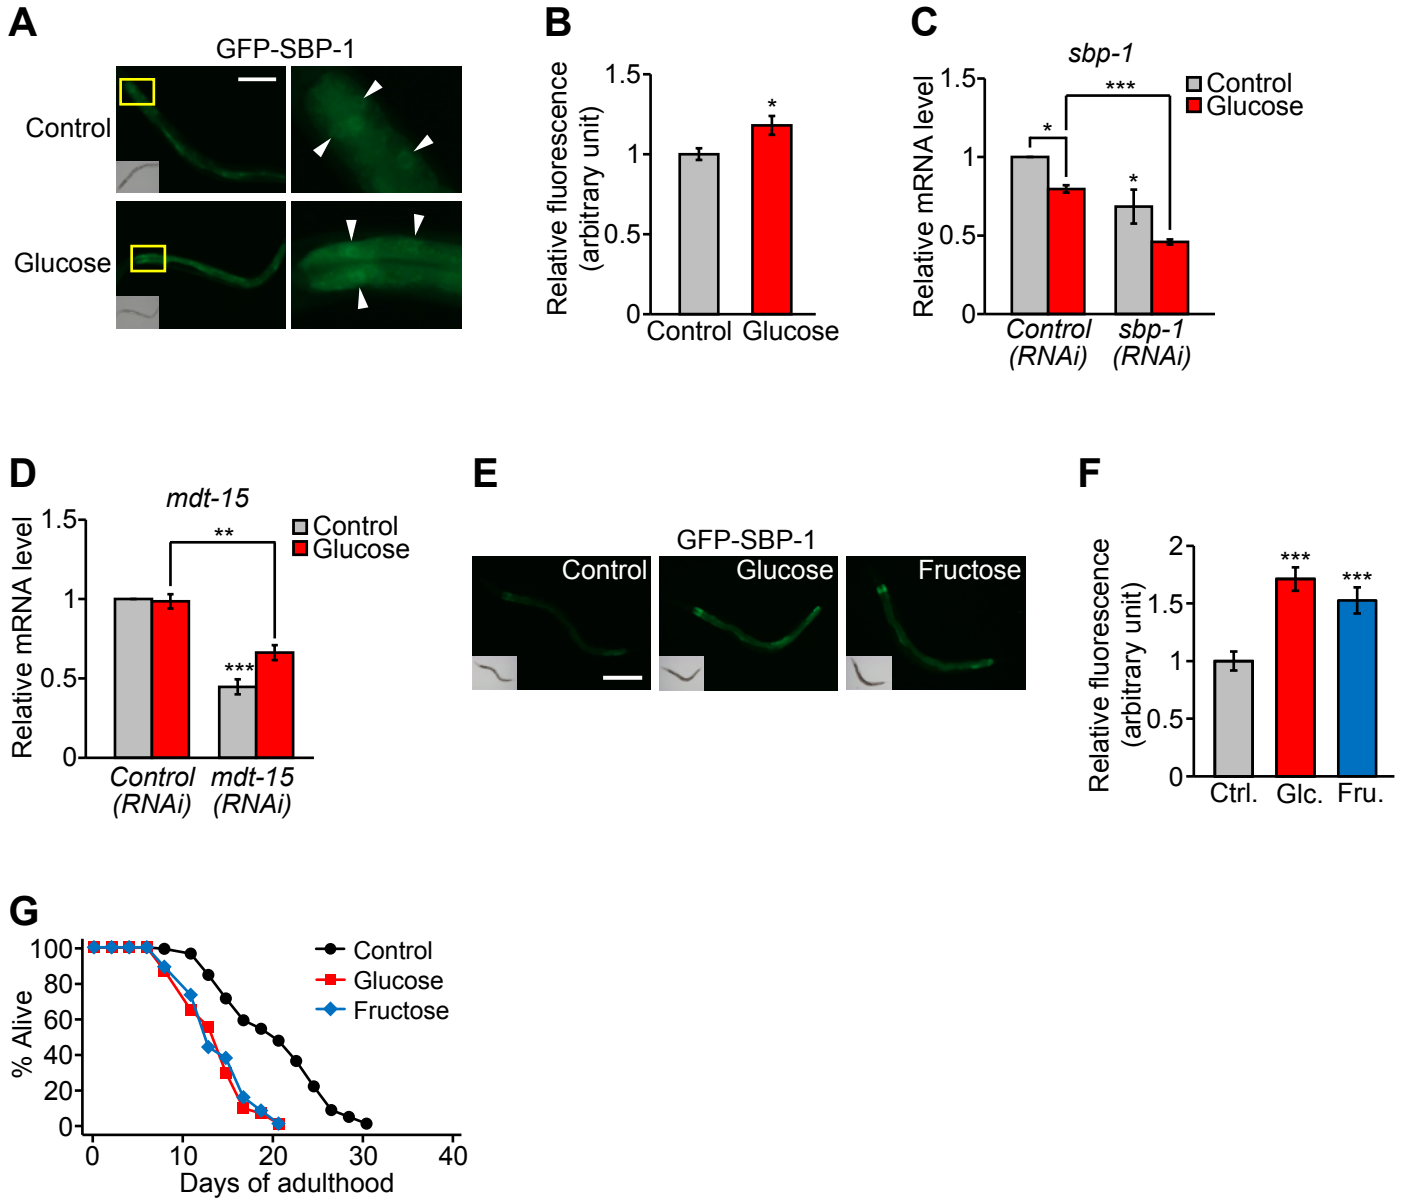 A
GFP-SBP-1
Control
Glucose
B
Relative fluorescence
(arbitrary unit)
1.5
1
0.5
0
*
Control Glucose
C
sbp-1
Relative mRNA level
1.5
1
0.5
0
*
***
*
Control
Glucose
Control
(RNAi)
sbp-1
(RNAi)
D
mdt-15
Relative mRNA level
1.5
1
0.5
0
**
***
Control
Glucose
Control
(RNAi)
mdt-15
(RNAi)
E
GFP-SBP-1
Control
Glucose
Fructose
F
Relative fluorescence
(arbitrary unit)
2
1.5
1
0.5
0
***
***
Ctrl. Glc. Fru.
G
% Alive
100
80
60
40
20
0
Control
Glucose
Fructose
0 10 20 30 40
Days of adulthood